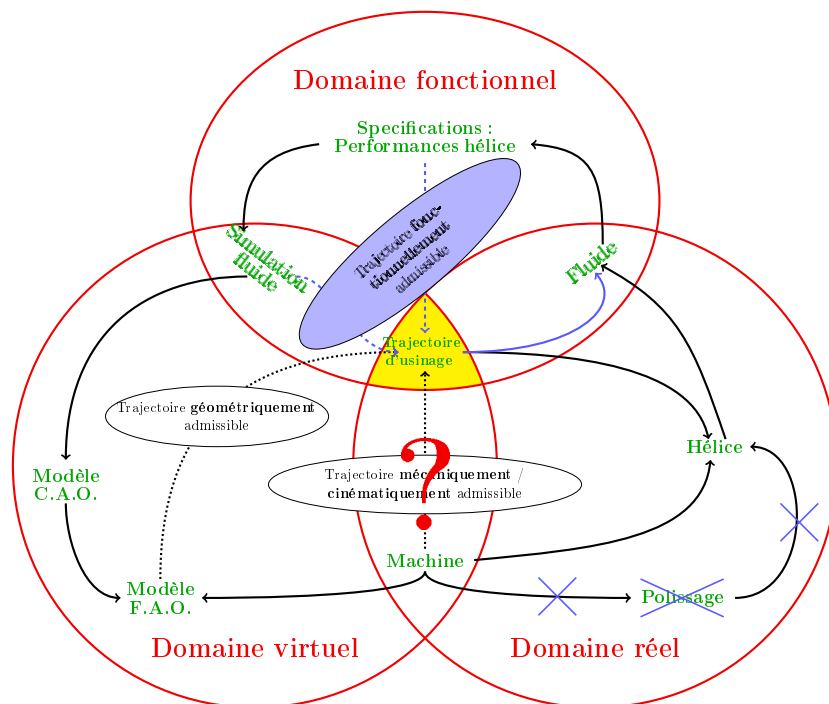 Domaine fonctionnel
Specifications :
Performances hélice
Trajectoire fonc-
tionnellement
admissible
Simulation
fluide
Fluide
Trajectoire
d'usinage
Trajectoire géométriquement
admissible
Hélice
Modèle
C.A.O.
Trajectoire mécaniquement /
cinématiquement admissible
?
Machine
Modèle
F.A.O.
Polissage
Domaine virtuel
Domaine réel